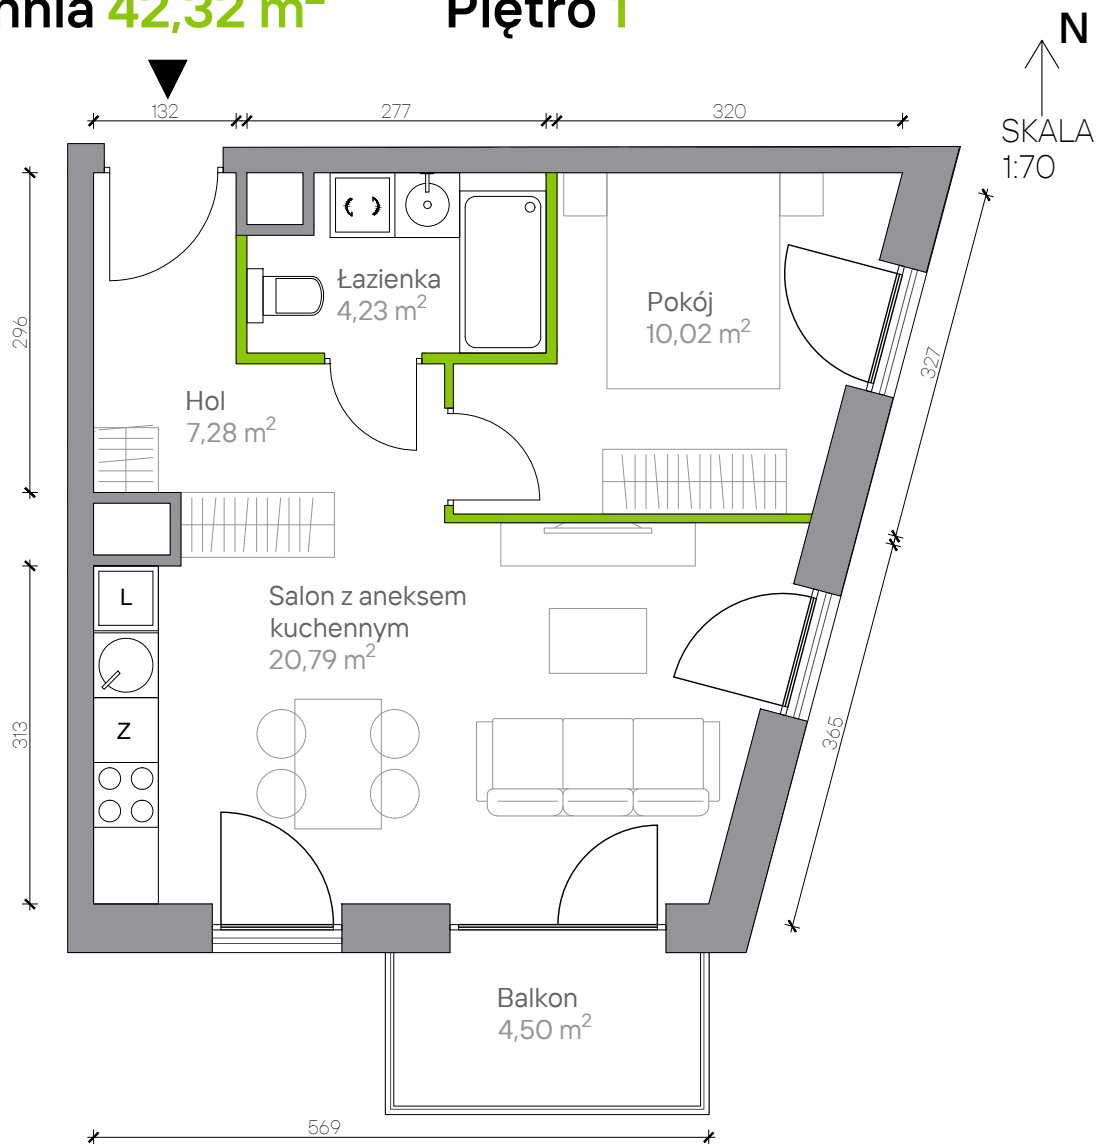 42,32 m²
Piętro 1
N
SKALA
1:70
132
277
320
296
327
Łazienka
4,23 m²
Pokój
10,02 m²
Hol
7,28 m²
L
Salon z aneksem
kuchennym
20,79 m²
Z
313
365
Balkon
4,50 m²
569